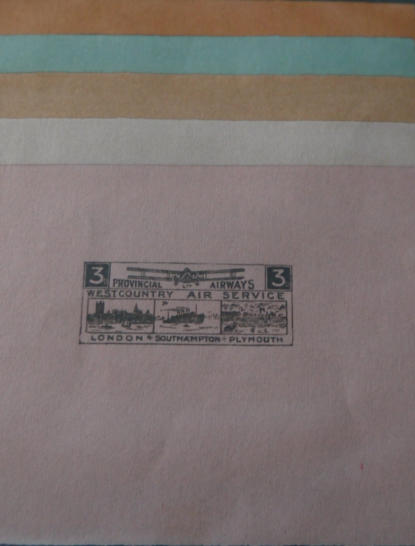 3 PROVINCIAL AIRWAYS 3
WESTCOUNTRY AIR SERVICE
LONDON + SOUTHAMPTON + PLYMOUTH